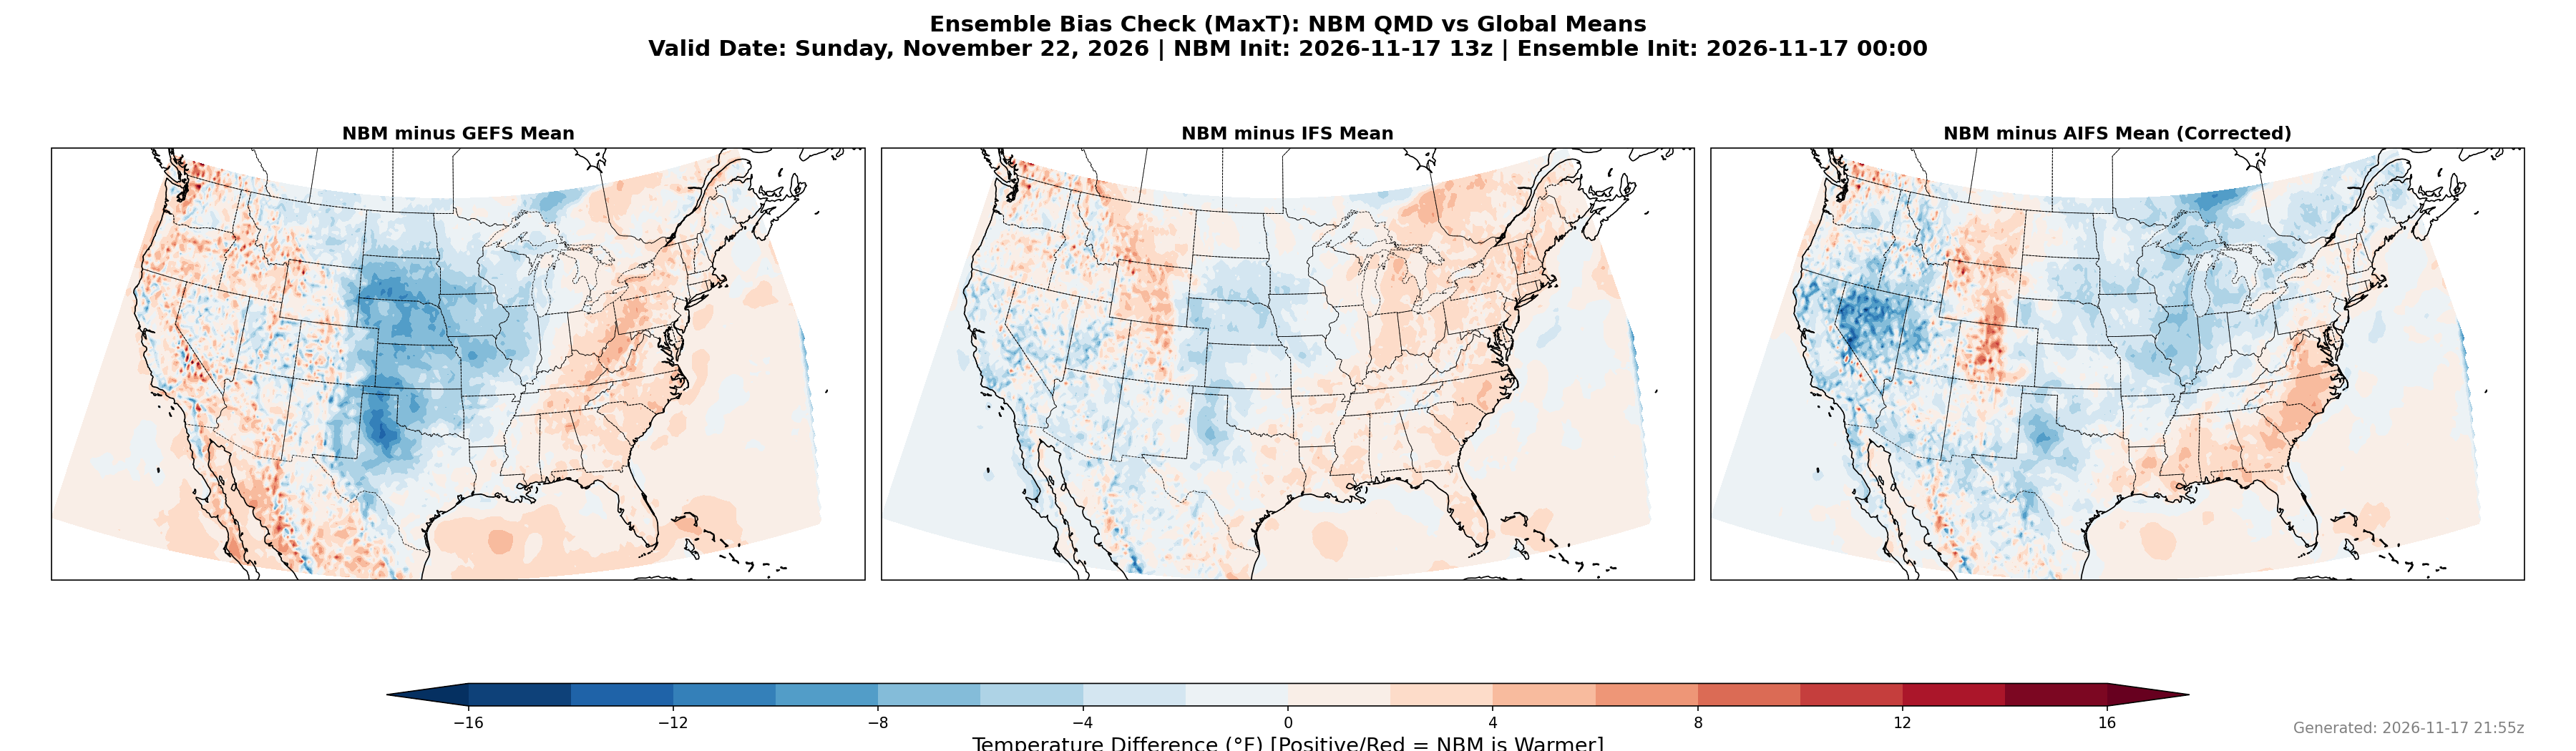 Ensemble Bias Check (MaxT): NBM QMD vs Global Means
Valid Date: Sunday, November 22, 2026 | NBM Init: 2026-11-17 13z | Ensemble Init: 2026-11-17 00:00
NBM minus GEFS Mean
NBM minus IFS Mean
NBM minus AIFS Mean (Corrected)
−16 −12 −8 −4 0 4 8 12 16
Temperature Difference (°F) [Positive/Red = NBM is Warmer]
Generated: 2026-11-17 21:55z